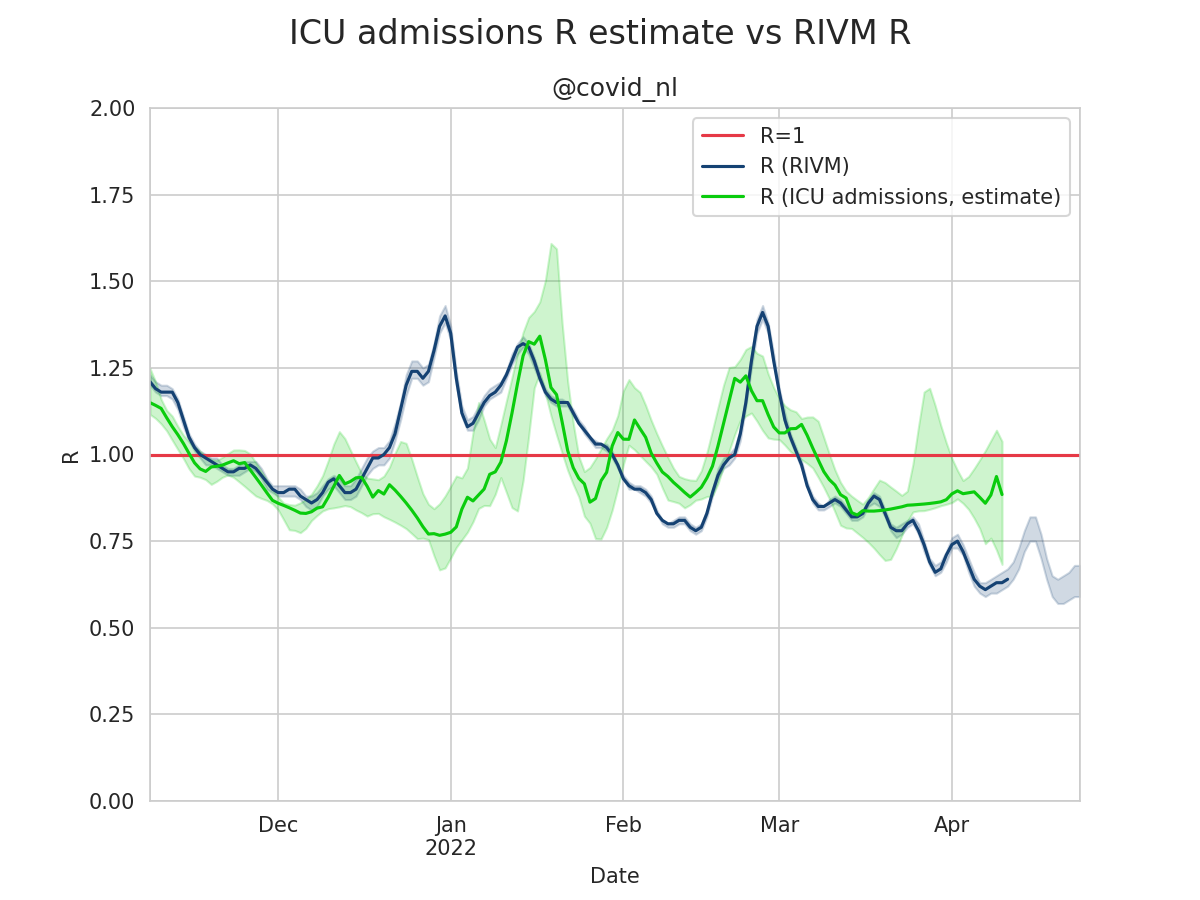 ICU admissions R estimate vs RIVM R
@covid_nl
R=1
R (RIVM)
R (ICU admissions, estimate)
2.00
1.75
1.50
1.25
1.00
0.75
0.50
0.25
0.00
R
Dec
Jan
2022
Feb
Mar
Apr
Date